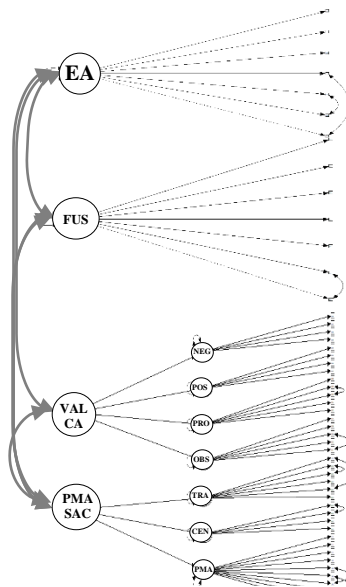 EA
FUS
NEG
POS
VAL
CA
PRO
OBS
PMA
SAC
TRA
CEN
PMA